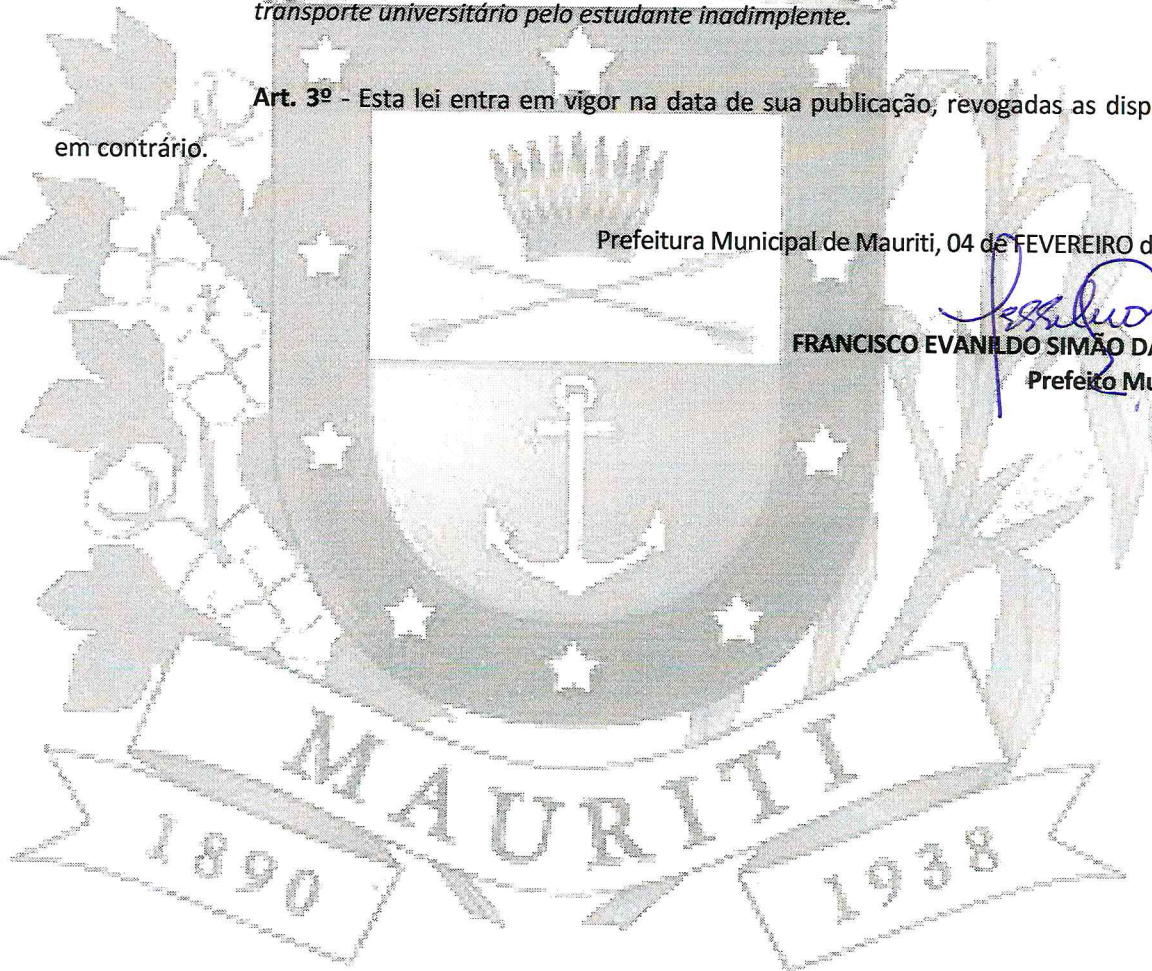 transporte universitário pelo estudante inadimplente.
Art. 3º - Esta lei entra em vigor na data de sua publicação, revogadas as disp
em contrário.
Prefeitura Municipal de Mauriti, 04 de FEVEREIRO d
FRANCISCO EVANILDO SIMÃO DA
Prefeito Mu
MAURITI
1890
1938